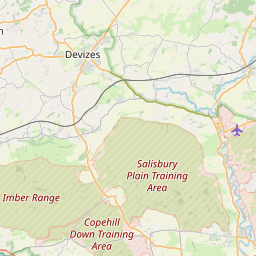 Devizes
Salisbury
Plain Training
Area
Imber Range
Copehill
Down Training
Area